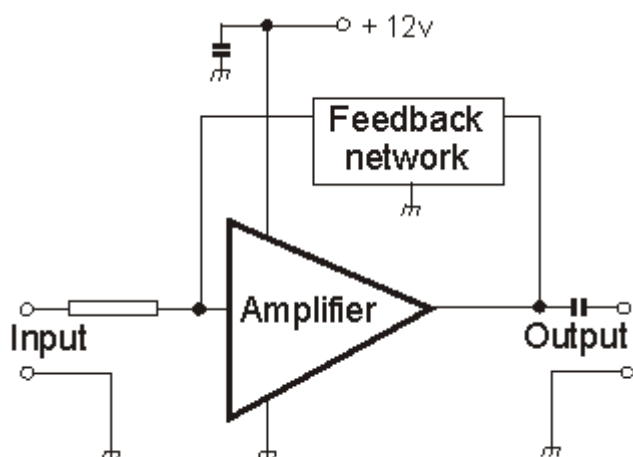 + 12v
Feedback
network
Amplifier
Input
Output